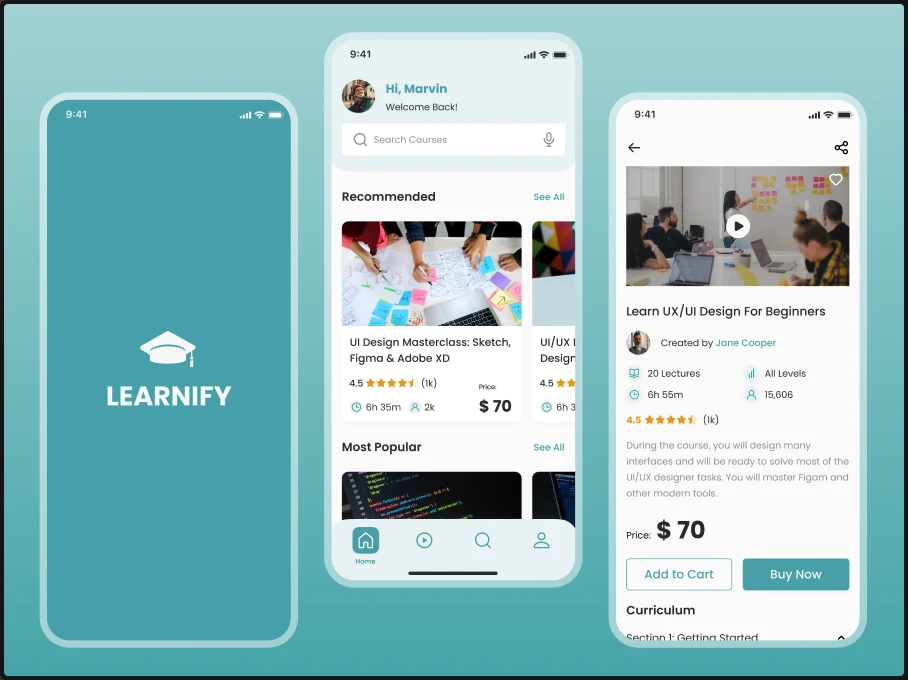 9:41
LEARNIFY
9:41
Hi, Marvin
Welcome Back!
Search Courses
Recommended
See All
UI Design Masterclass: Sketch,
Figma & Adobe XD
4.5 (1k)
Price:
6h 35m
2k
$ 70
UI/UX
Design
4.5
6h 3
Most Popular
See All
Home
9:41
Learn UX/UI Design For Beginners
Created by Jane Cooper
20 Lectures
All Levels
6h 55m
15,606
4.5 (1k)
During the course, you will design many
interfaces and will be ready to solve most of the
UI/UX designer tasks. You will master Figam and
other modern tools.
Price: $ 70
Add to Cart
Buy Now
Curriculum
Section 1: Getting Started